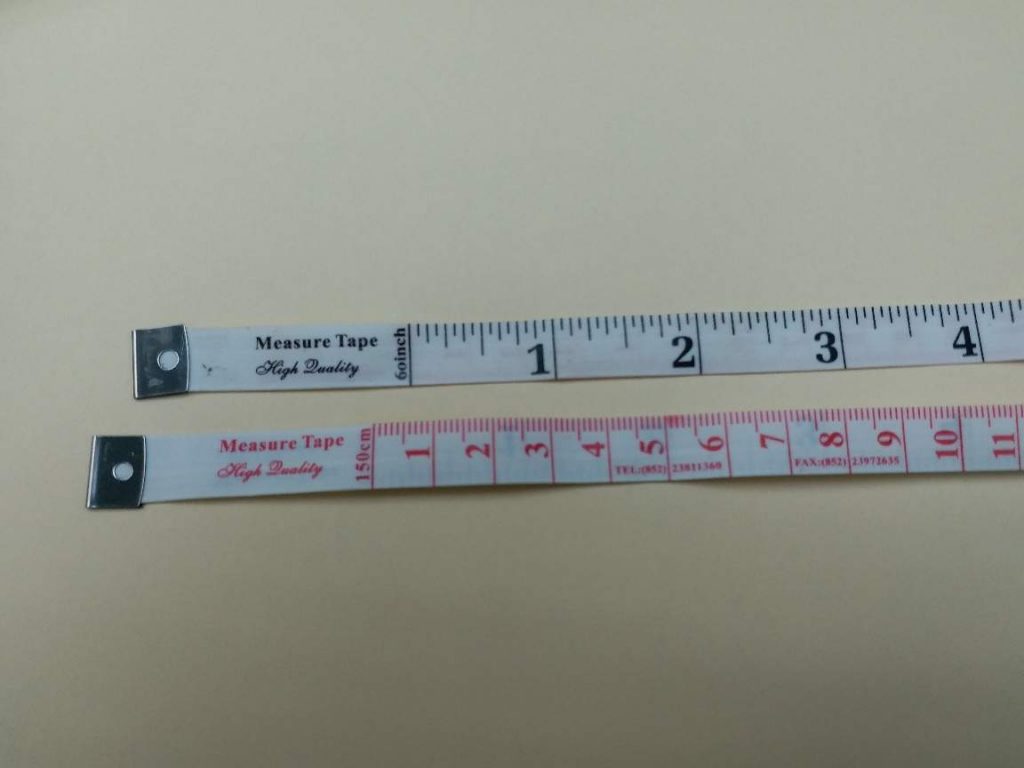 Measure Tape
High Quality
60inch
1 2 3 4
Measure Tape
High Quality
150cm
1 2 3 4 5 6 7 8 9 10 11
TEL:(852) 23811360 FAX:(852) 23972635